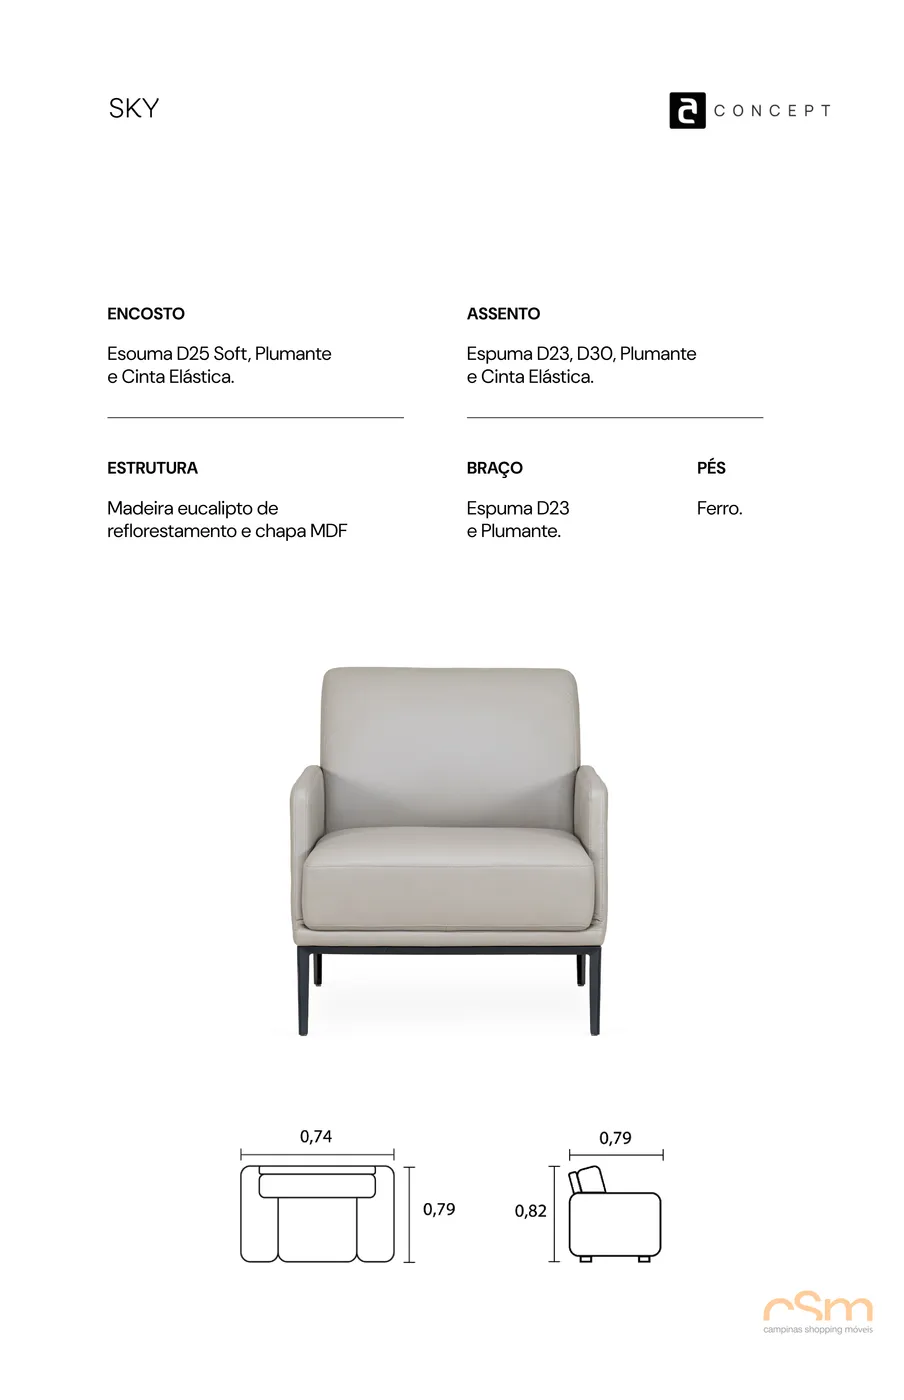 SKY
CONCEPT
ENCOSTO
Esouma D25 Soft, Plumante
e Cinta Elástica.
ASSENTO
Espuma D23, D30, Plumante
e Cinta Elástica.
ESTRUTURA
Madeira eucalipto de
reflorestamento e chapa MDF
BRAÇO
Espuma D23
e Plumante.
PÉS
Ferro.
0,74
0,79
0,79
0,82
csm
campinas shopping móveis